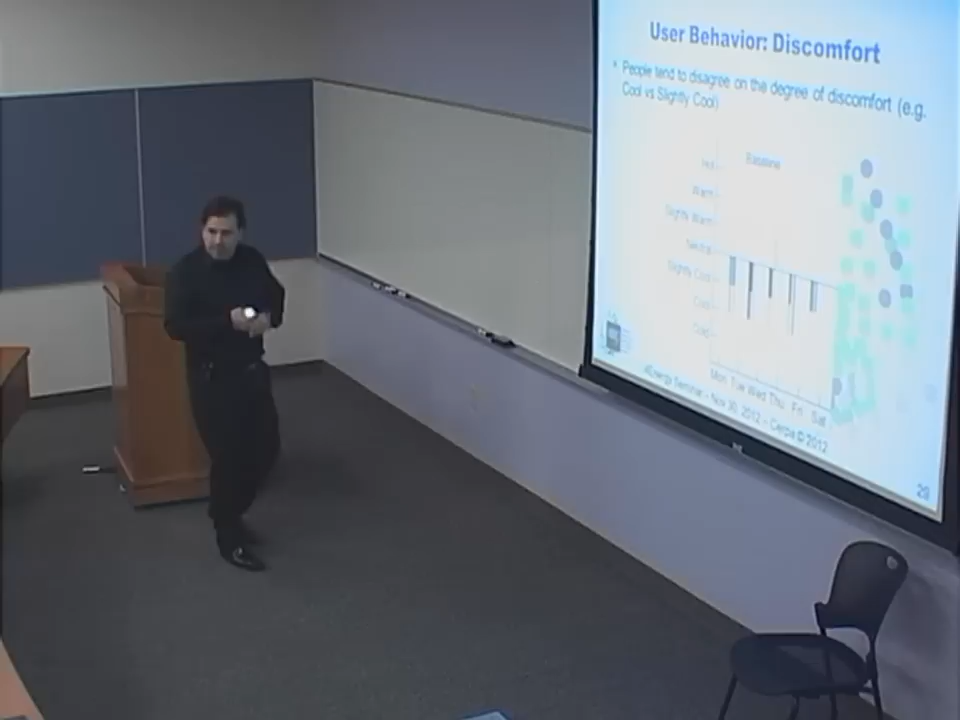 User Behavior: Discomfort
• People tend to disagree on the degree of discomfort (e.g.
Cool vs Slightly Cool)
Baseline
Hot
Warm
Slightly Warm
Neutral
Slightly Cool
Cool
Cold
Mon Tue Wed Thu Fri Sat
Energy Seminar - Nov 30, 2012 - Cerpa © 2012
29